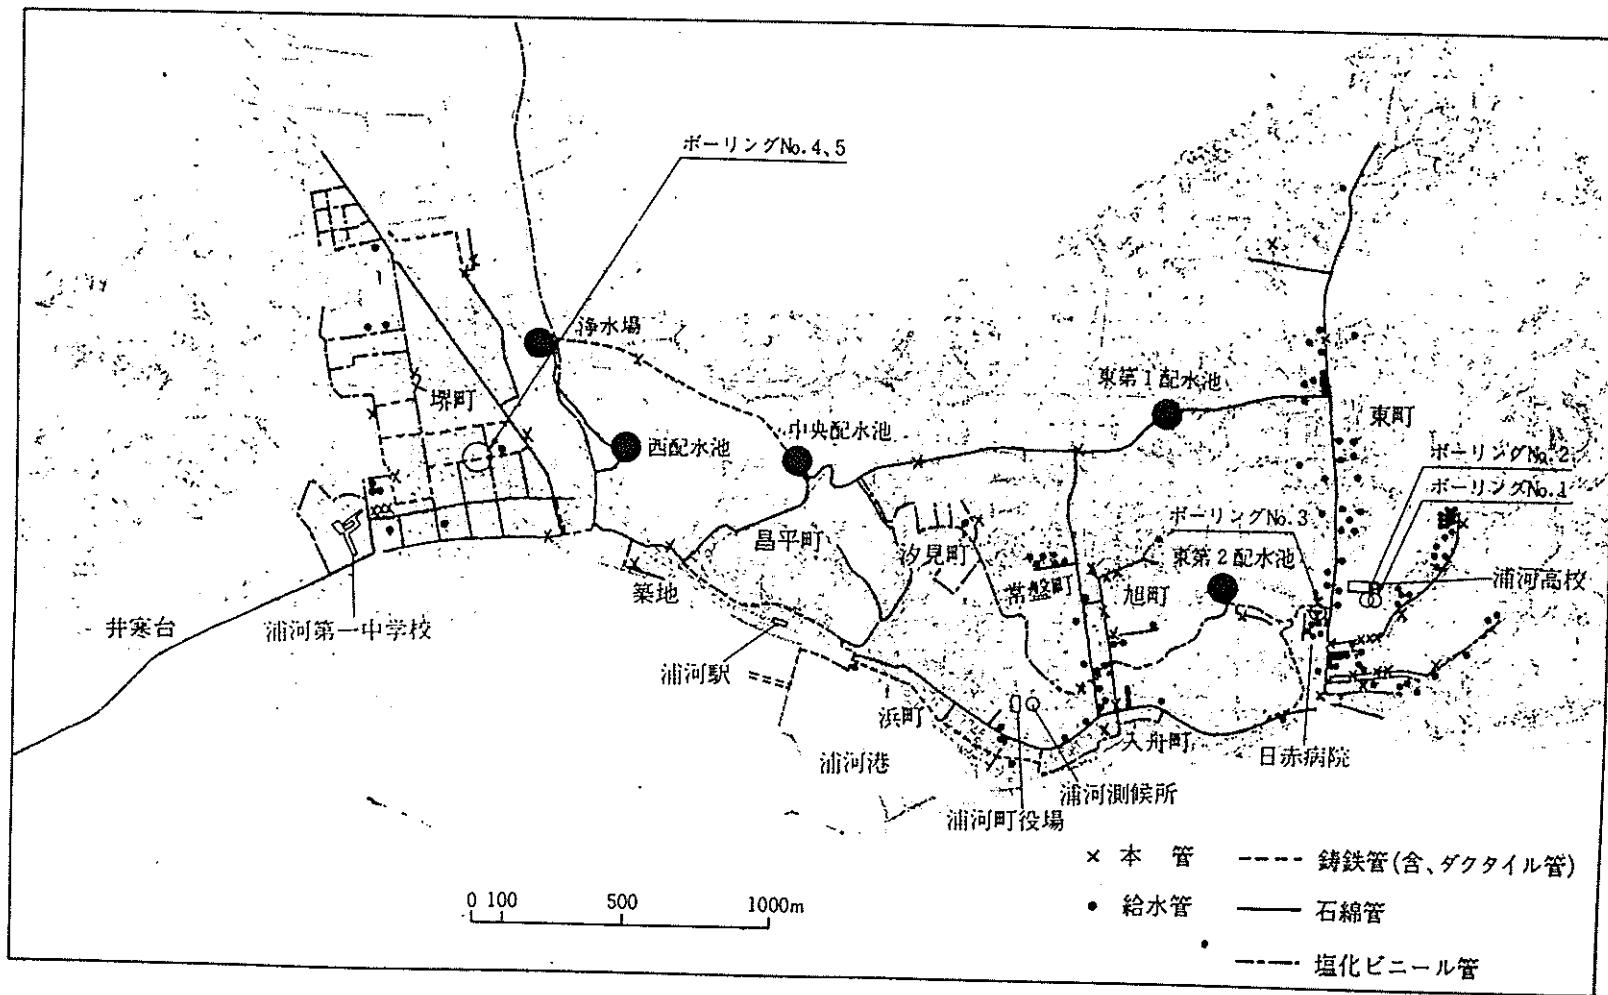 ボーリングNo.4、5
浄水場
東第1配水池
堺町
中央配水池
東町
西配水池
ボーリングNo.2
ボーリングNo.1
ボーリングNo.3
昌平町
汐見町
東第2配水池
常盤町
旭町
浦河高校
築地
井寒台
浦河第一中学校
浦河駅
浜町
入舟町
浦河港
日赤病院
浦河測候所
浦河町役場
× 本 管
鋳鉄管(含、ダクタイル管)
● 給水管
石綿管
塩化ビニール管
0 100 500 1000m